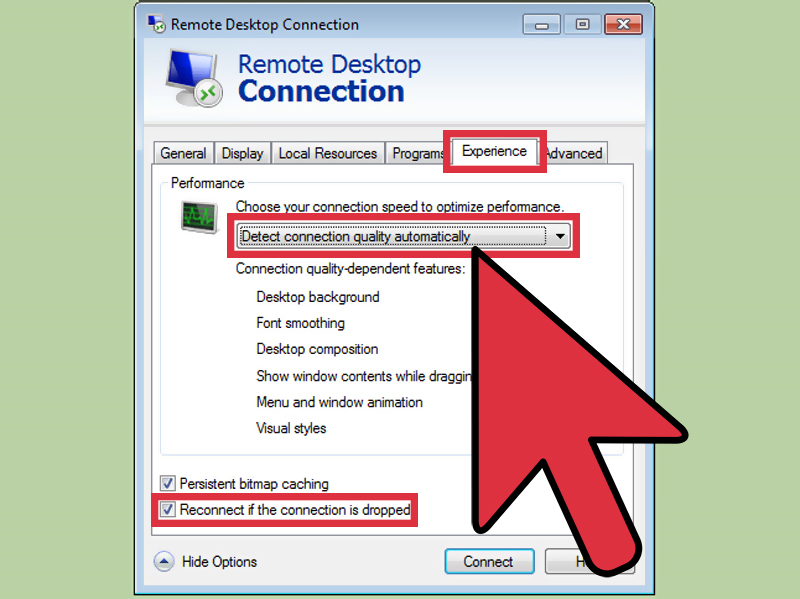 Remote Desktop Connection
Remote Desktop
Connection
General Display Local Resources Programs Experience Advanced
Performance
Choose your connection speed to optimize performance.
Detect connection quality automatically
Connection quality-dependent features:
Desktop background
Font smoothing
Desktop composition
Show window contents while draggin
Menu and window animation
Visual styles
Persistent bitmap caching
Reconnect if the connection is dropped
Hide Options Connect